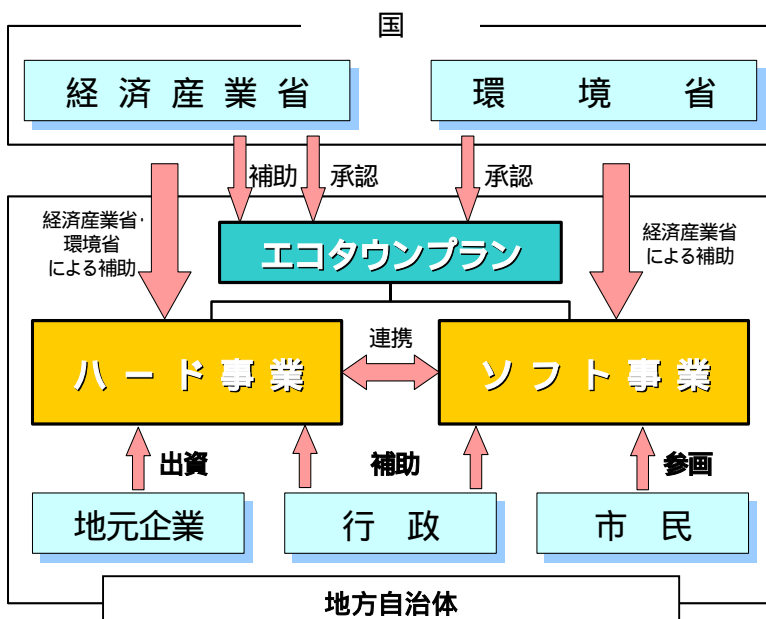 国
経済産業省
環境省
補助
承認
承認
経済産業省・
環境省
による補助
エコタウンプラン
経済産業省
による補助
ハード事業
連携
ソフト事業
出資
補助
参画
地元企業
行政
市民
地方自治体